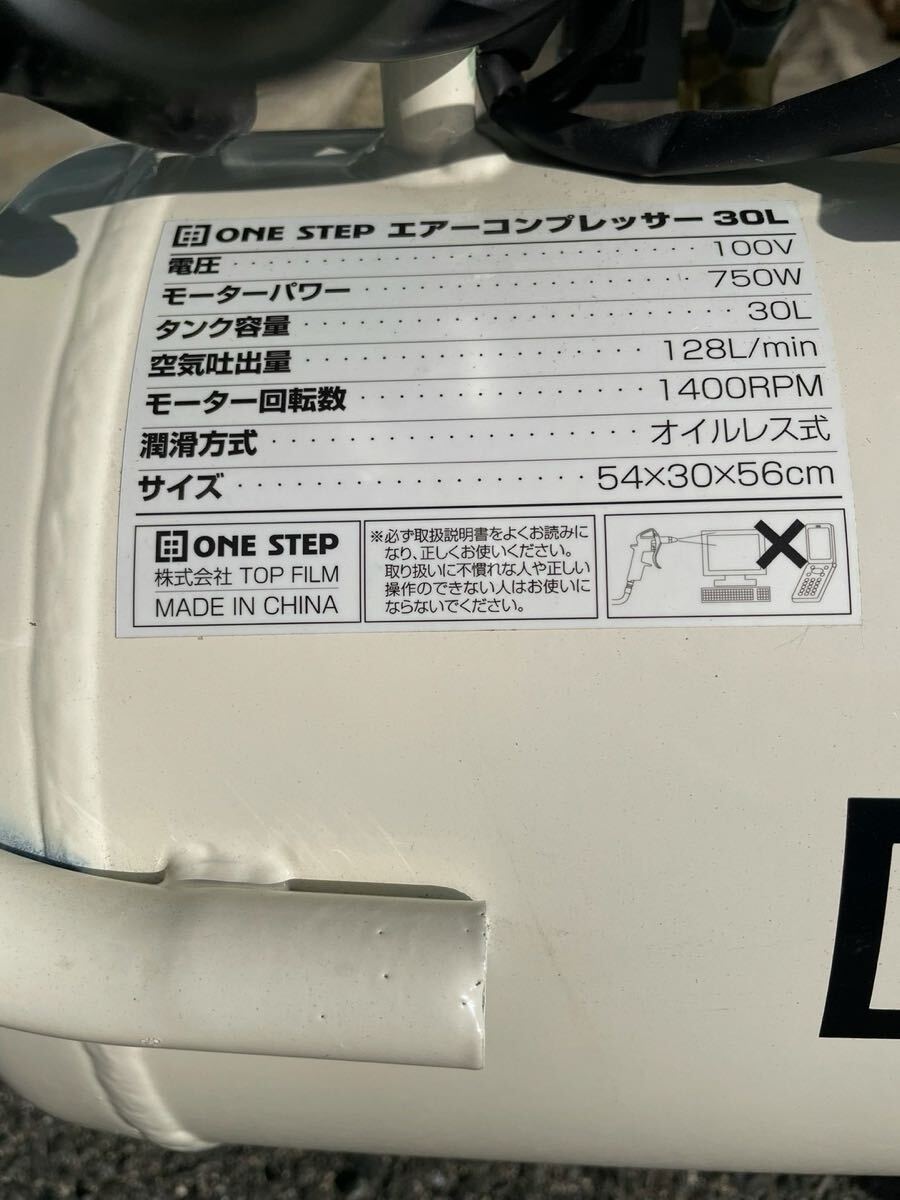 ONE STEP エアーコンプレッサー 30L
電圧 100V
モーターパワー 750W
タンク容量 30L
空気吐出量 128L/min
モーター回転数 1400RPM
潤滑方式 オイルレス式
サイズ 54×30×56cm
ONE STEP
株式会社 TOP FILM
MADE IN CHINA
※必ず取扱説明書をよくお読みに
なり、正しくお使いください。
取り扱いに不慣れな人や正しい
操作のできない人はお使いに
ならないでください。